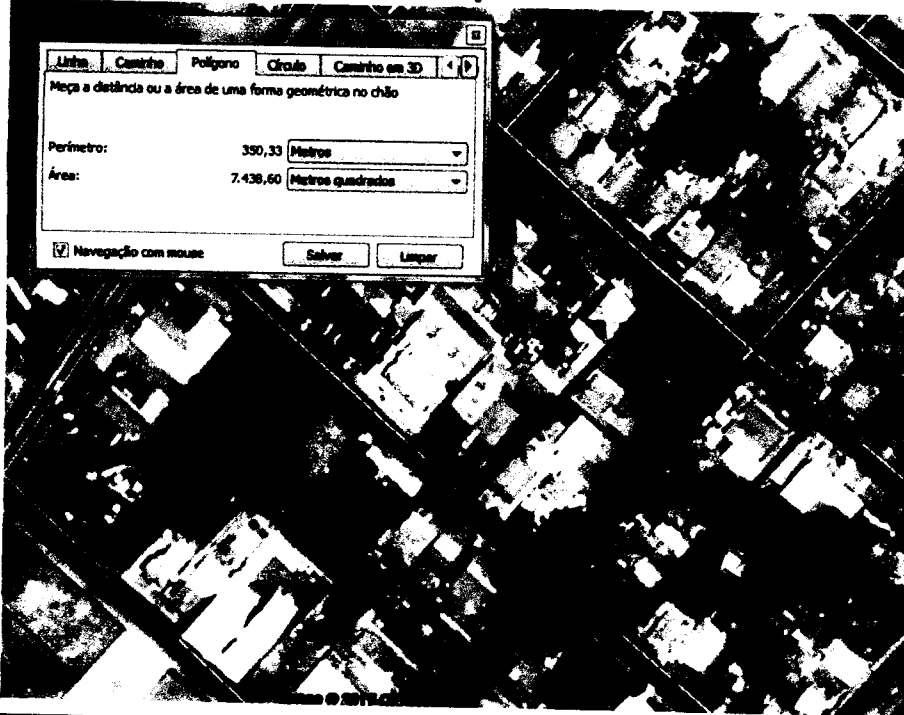 Linha Caminho Polígono Círculo Caminho em 3D
Meça a distância ou a área de uma forma geométrica no chão
Perímetro: 350,33 Metros
Área: 7.438,60 Metros quadrados
Navegação com mouse Salvar Limpar